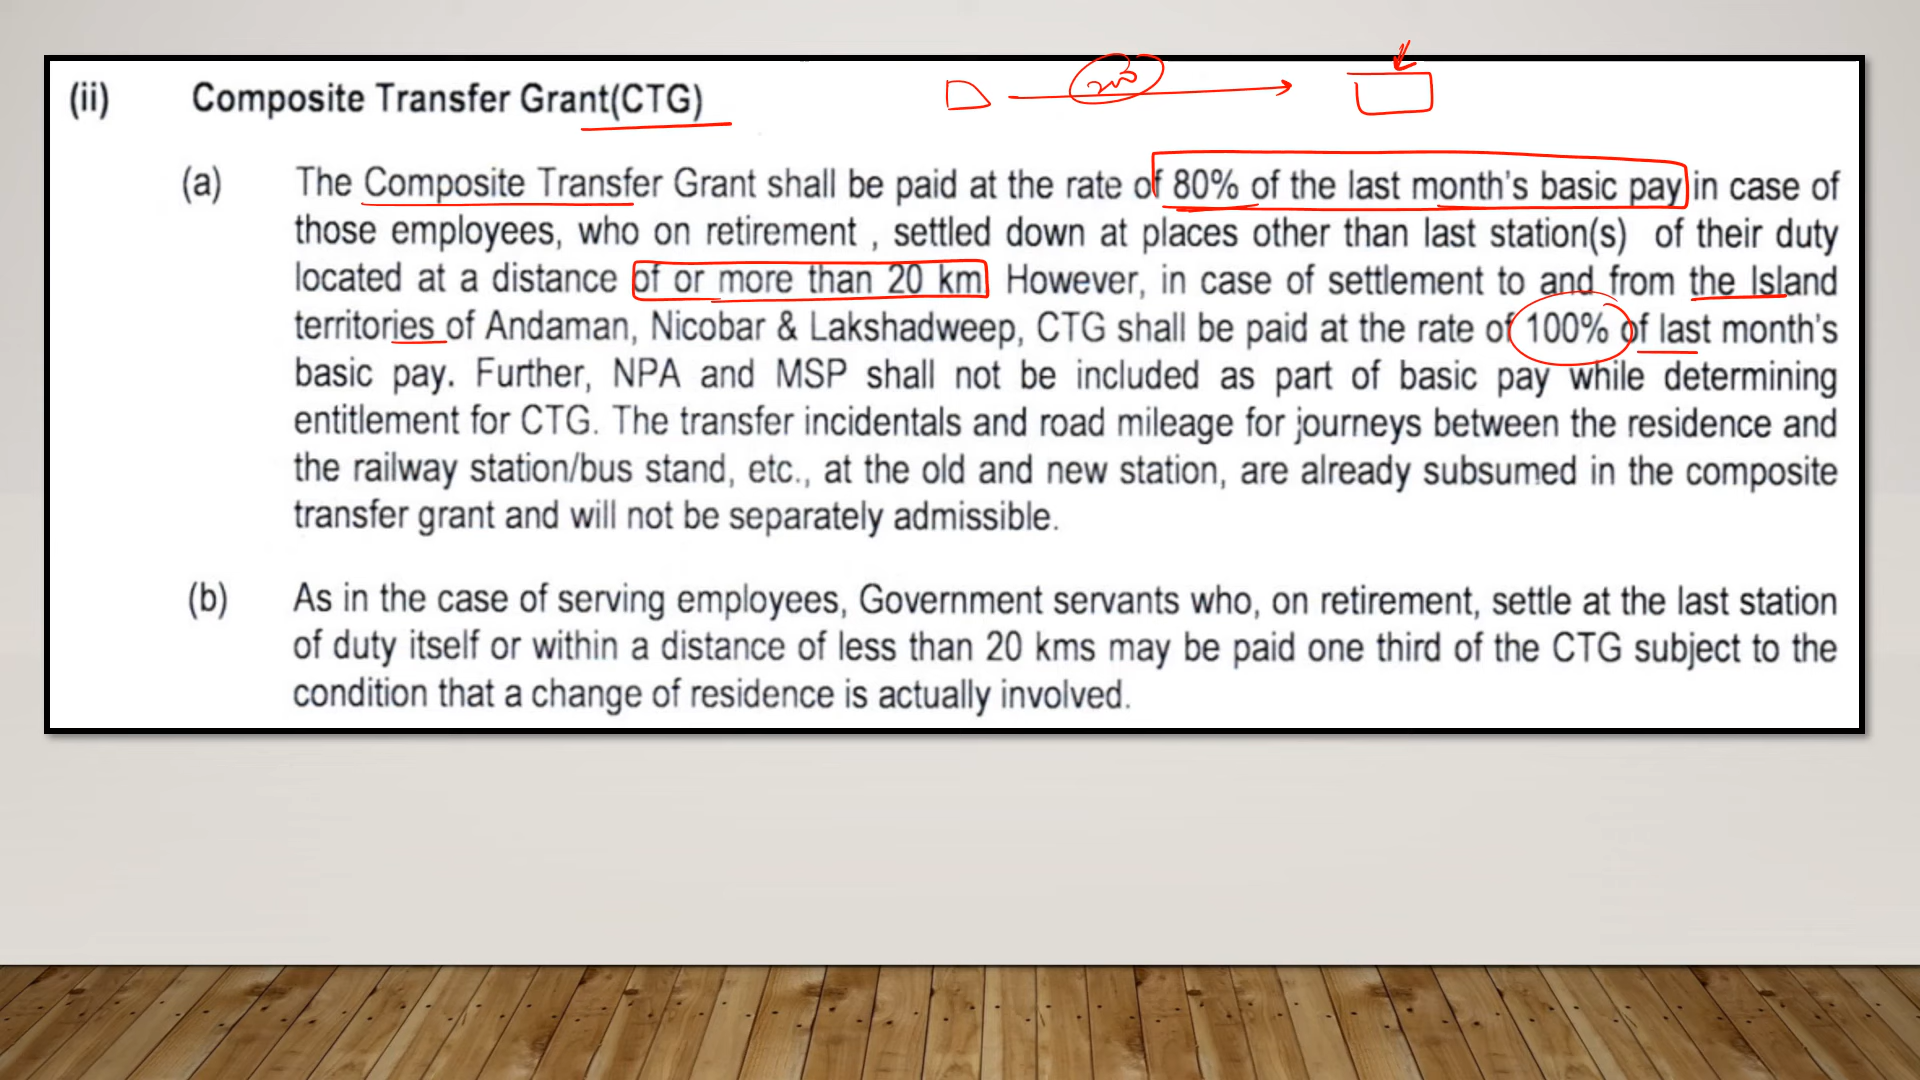 (ii) Composite Transfer Grant(CTG)
(a) The Composite Transfer Grant shall be paid at the rate of 80% of the last month's basic pay in case of
those employees, who on retirement , settled down at places other than last station(s) of their duty
located at a distance of or more than 20 km However, in case of settlement to and from the Island
territories of Andaman, Nicobar & Lakshadweep, CTG shall be paid at the rate of 100% of last month's
basic pay. Further, NPA and MSP shall not be included as part of basic pay while determining
entitlement for CTG. The transfer incidentals and road mileage for journeys between the residence and
the railway station/bus stand, etc., at the old and new station, are already subsumed in the composite
transfer grant and will not be separately admissible.
(b) As in the case of serving employees, Government servants who, on retirement, settle at the last station
of duty itself or within a distance of less than 20 kms may be paid one third of the CTG subject to the
condition that a change of residence is actually involved.